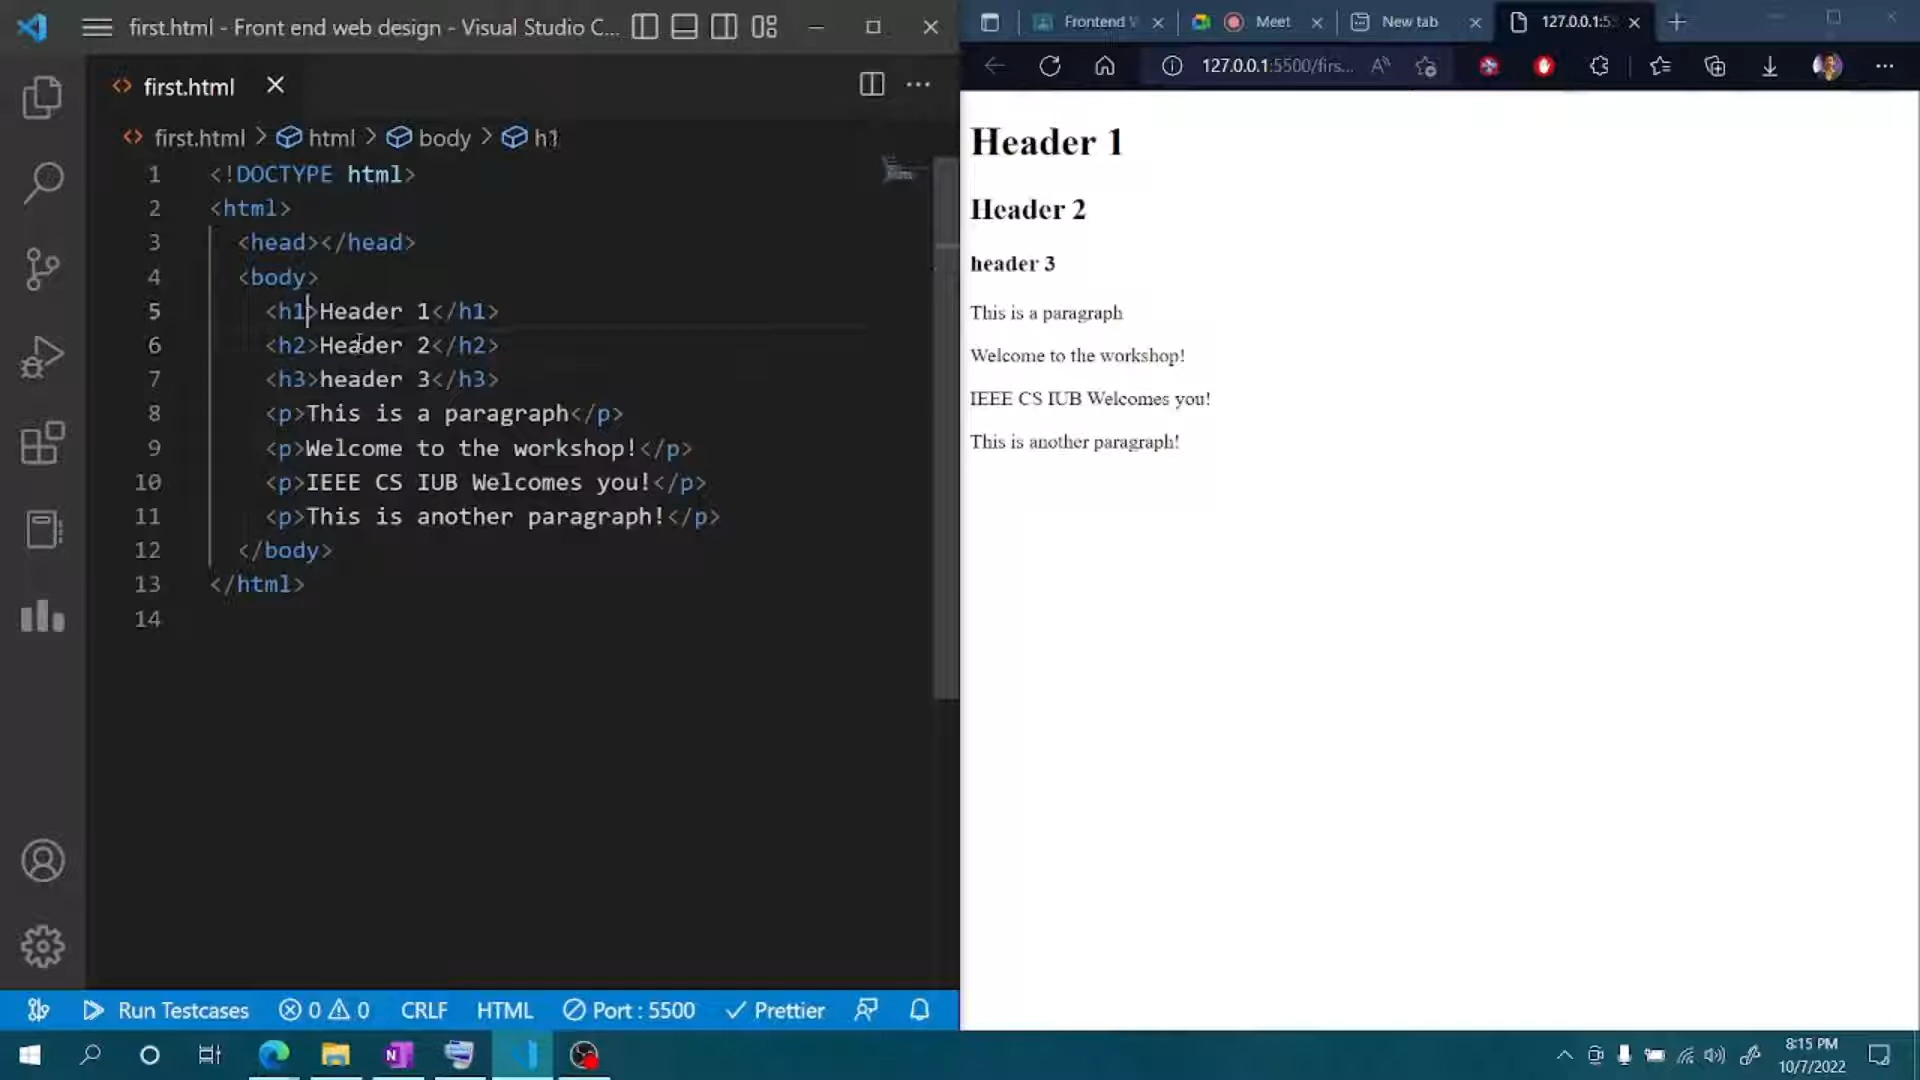 first.html - Front end web design - Visual Studio C...
first.html
first.html > html > body > h1
1 <!DOCTYPE html>
2 <html>
3 <head></head>
4 <body>
5 <h1>Header 1</h1>
6 <h2>Header 2</h2>
7 <h3>header 3</h3>
8 <p>This is a paragraph</p>
9 <p>Welcome to the workshop!</p>
10 <p>IEEE CS IUB Welcomes you!</p>
11 <p>This is another paragraph!</p>
12 </body>
13 </html>
14
Run Testcases 0 0 CRLF HTML Port : 5500 Prettier
Frontend Meet New tab 127.0.0.1:5
127.0.0.1:5500/firs...
Header 1
Header 2
header 3
This is a paragraph
Welcome to the workshop!
IEEE CS IUB Welcomes you!
This is another paragraph!
8:15 PM
10/7/2022